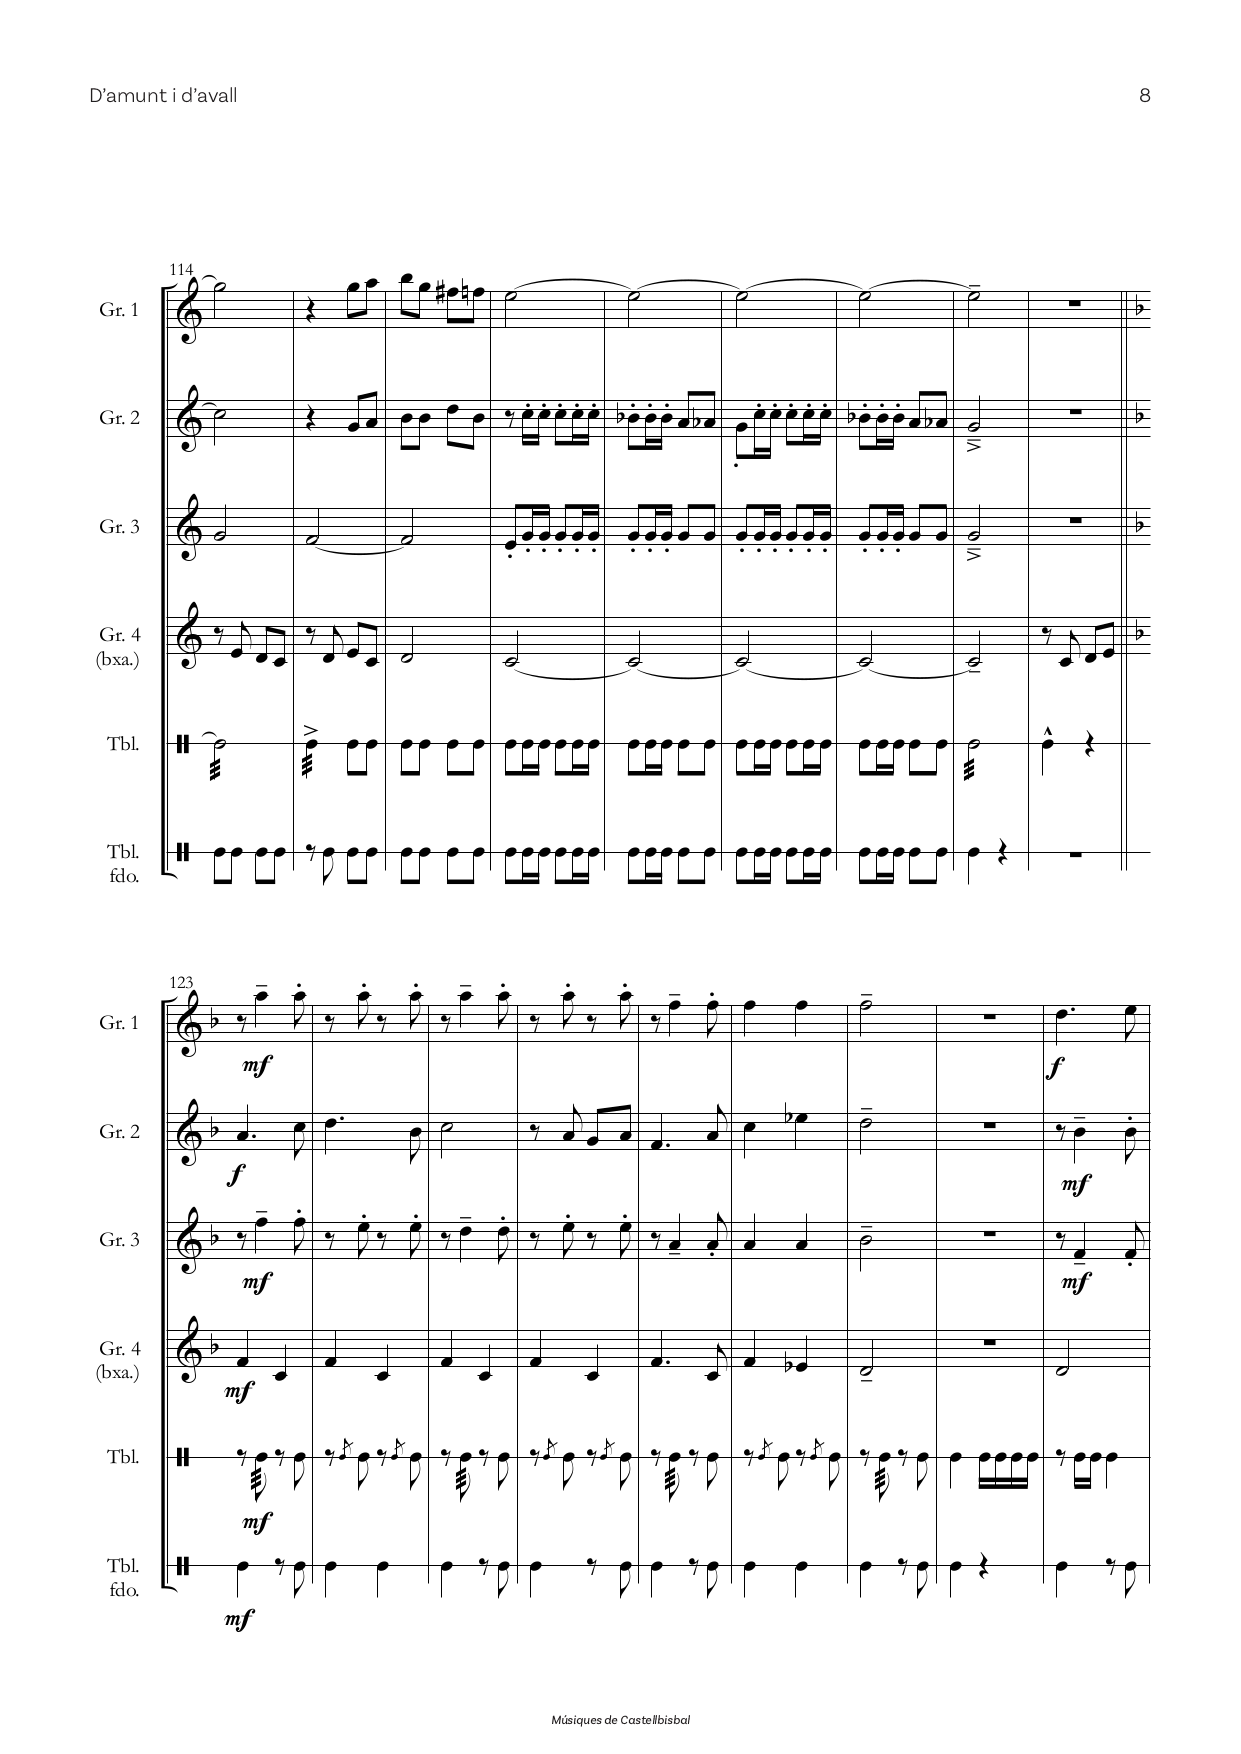 D’amunt i d’avall 8
114
Gr. 1
Gr. 2
Gr. 3
Gr. 4
(bxa.)
Tbl.
Tbl.
fdo.
123
Gr. 1
mf
f
Gr. 2
f
mf
Gr. 3
mf
mf
Gr. 4
(bxa.)
mf
Tbl.
mf
Tbl.
fdo.
mf
Músiques de Castellbisbal